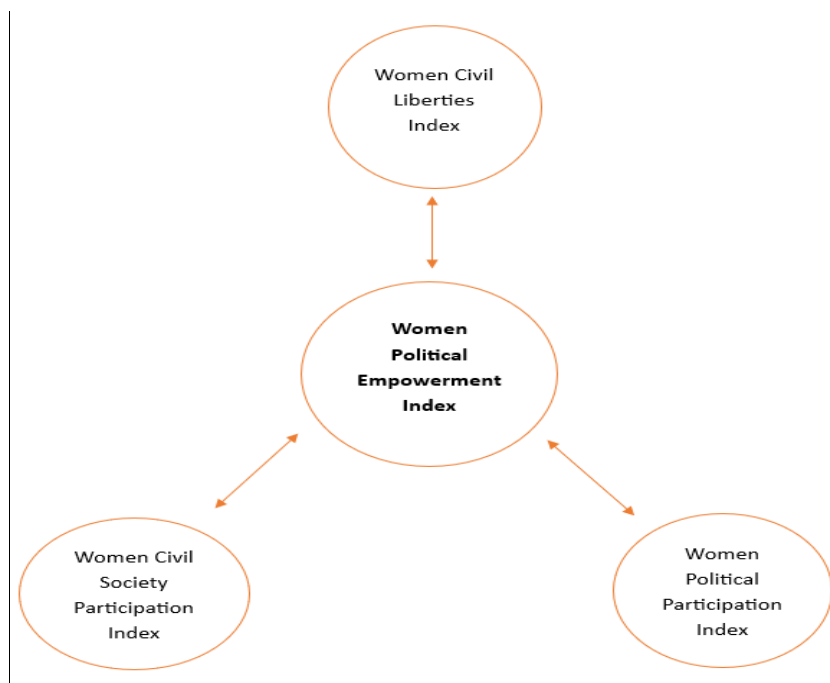 Women Civil
Liberties
Index
Women
Political
Empowerment
Index
Women Civil
Society
Participation
Index
Women
Political
Participation
Index